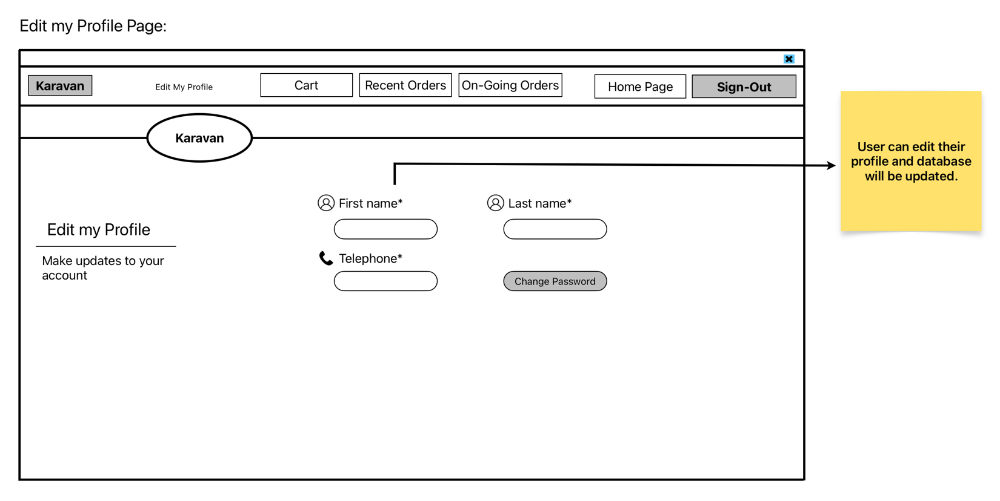 Edit my Profile Page:
Karavan
Edit My Profile
Cart
Recent Orders
On-Going Orders
Home Page
Sign-Out
Karavan
User can edit their
profile and database
will be updated.
First name*
Last name*
Edit my Profile
Make updates to your
account
Telephone*
Change Password